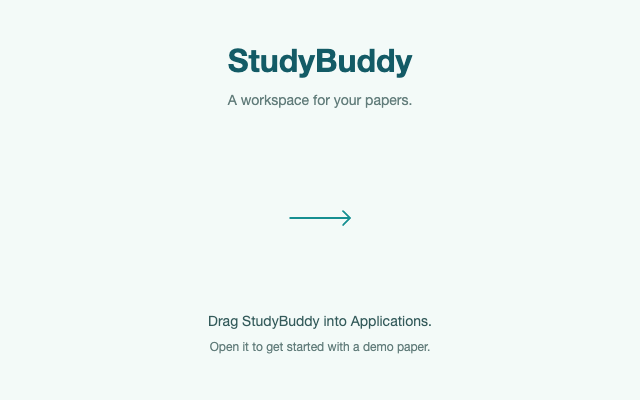 StudyBuddy
A workspace for your papers.
Drag StudyBuddy into Applications.
Open it to get started with a demo paper.